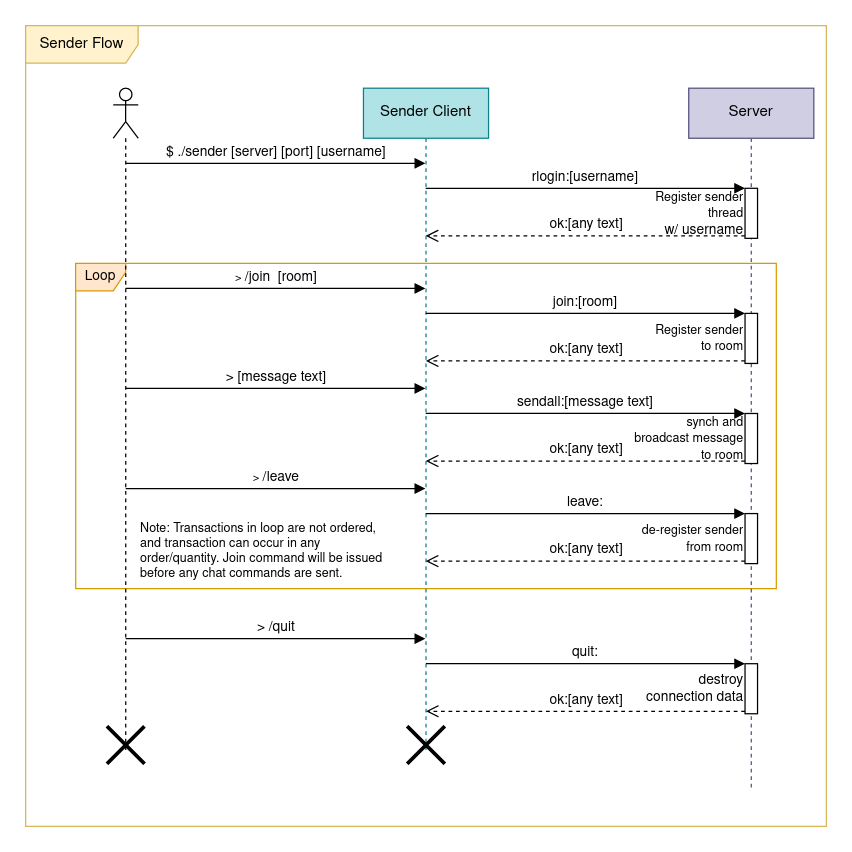 Sender Flow
Sender Client
Server
$ ./sender [server] [port] [username]
rlogin:[username]
Register sender
thread
w/ username
ok:[any text]
Loop
> /join  [room]
join:[room]
Register sender
to room
ok:[any text]
> [message text]
sendall:[message text]
synch and
broadcast message
to room
ok:[any text]
> /leave
leave:
de-register sender
from room
ok:[any text]
Note: Transactions in loop are not ordered,
and transaction can occur in any
order/quantity. Join command will be issued
before any chat commands are sent.
> /quit
quit:
destroy
connection data
ok:[any text]